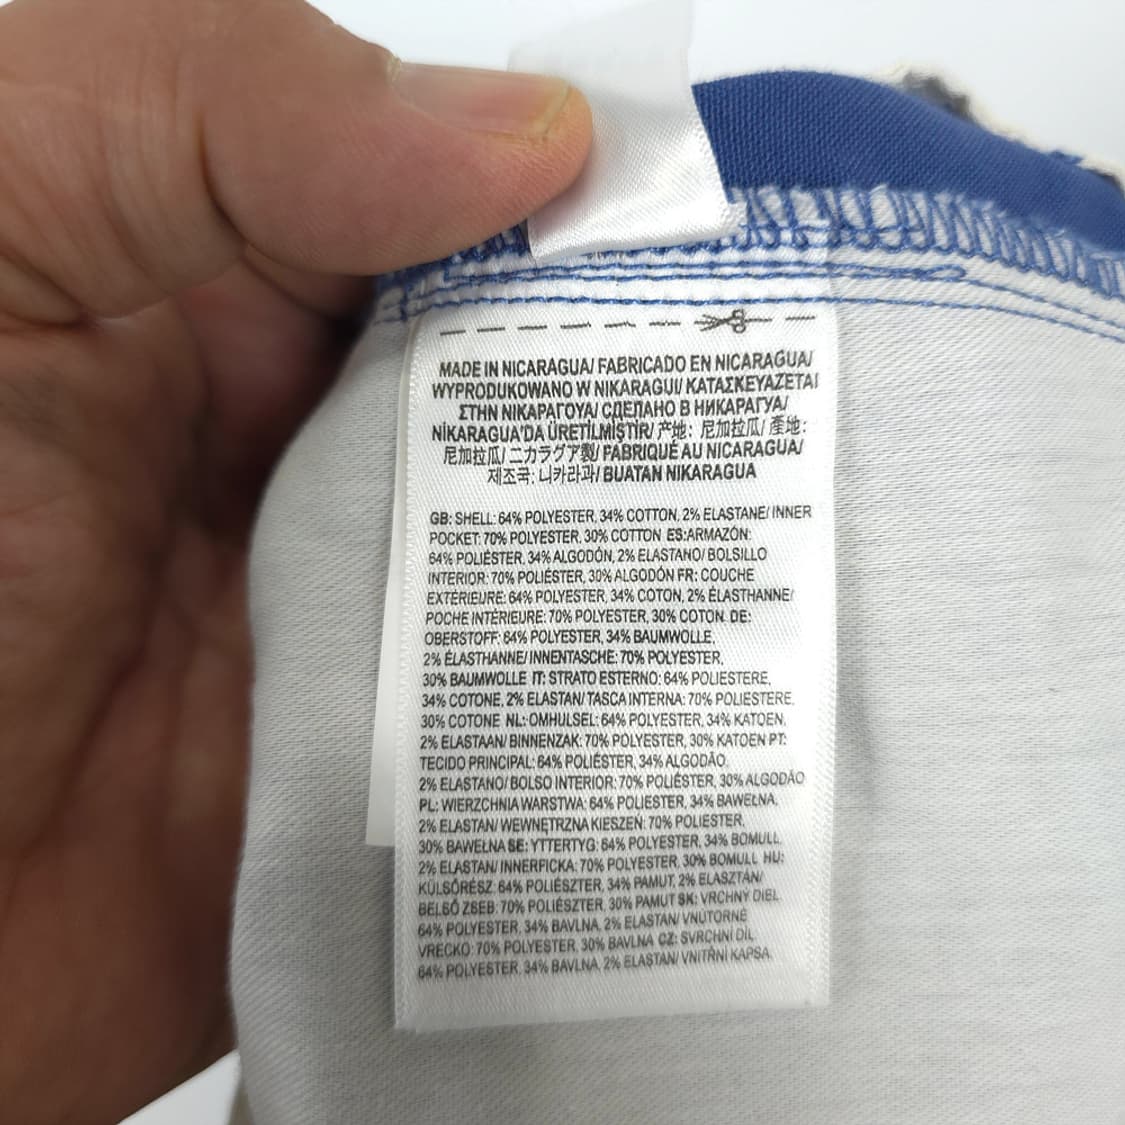 MADE IN NICARAGUA/ FABRICADO EN NICARAGUA/
WYPRODUKOWANO W NIKARAGUI/ ΚΑΤΑΣΚΕΥΑΖΕΤΑΙ
ΣΤΗΝ ΝΙΚΑΡΑΓΟΥΑ/ СДЕЛАНО В НИКАРАГУА/
NİKARAGUA'DA ÜRETİLMİŞTİR/ 产地: 尼加拉瓜/ 產地:
尼加拉瓜/ ニカラグア製/ FABRIQUÉ AU NICARAGUA/
제조국: 니카라과/ BUATAN NIKARAGUA
GB: SHELL: 64% POLYESTER, 34% COTTON, 2% ELASTANE/ INNER
POCKET: 70% POLYESTER, 30% COTTON ES:ARMAZÓN:
64% POLIÉSTER, 34% ALGODÓN, 2% ELASTANO/ BOLSILLO
INTERIOR: 70% POLIÉSTER, 30% ALGODÓN FR: COUCHE
EXTÉRIEURE: 64% POLYESTER, 34% COTON, 2% ÉLASTHANNE/
POCHE INTÉRIEURE: 70% POLYESTER, 30% COTON DE:
OBERSTOFF: 64% POLYESTER, 34% BAUMWOLLE,
2% ÉLASTHANNE/ INNENTASCHE: 70% POLYESTER,
30% BAUMWOLLE IT: STRATO ESTERNO: 64% POLIESTERE,
34% COTONE, 2% ELASTAN/ TASCA INTERNA: 70% POLIESTERE,
30% COTONE NL: OMHULSEL: 64% POLYESTER, 34% KATOEN,
2% ELASTAAN/ BINNENZAK: 70% POLYESTER, 30% KATOEN PT:
TECIDO PRINCIPAL: 64% POLIÉSTER, 34% ALGODÃO,
2% ELASTANO/ BOLSO INTERIOR: 70% POLIÉSTER, 30% ALGODÃO
PL: WIERZCHNIA WARSTWA: 64% POLIESTER, 34% BAWEŁNA,
2% ELASTAN/ WEWNĘTRZNA KIESZEŃ: 70% POLIESTER,
30% BAWEŁNA SE: YTTERTYG: 64% POLYESTER, 34% BOMULL,
2% ELASTAN/ INNERFICKA: 70% POLYESTER, 30% BOMULL HU:
KÜLSŐRÉSZ: 64% POLIÉSZTER, 34% PAMUT, 2% ELASZTÁN/
BELSŐ ZSEB: 70% POLIÉSZTER, 30% PAMUT SK: VRCHNÝ DIEL
64% POLYESTER, 34% BAVLNA, 2% ELASTAN/ VNÚTORNÉ
VRECKO: 70% POLYESTER, 30% BAVLNA CZ: SVRCHNÍ DÍL
64% POLYESTER, 34% BAVLNA, 2% ELASTAN/ VNITŘNÍ KAPSA: